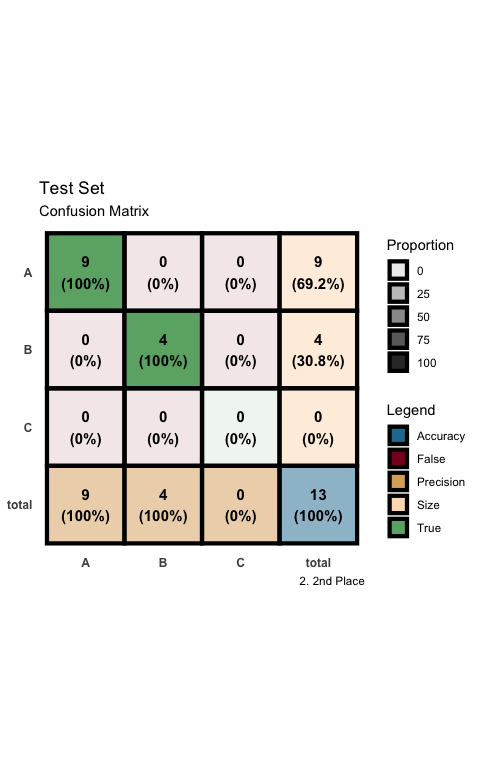 Test Set
Confusion Matrix
A
9
(100%)
0
(0%)
0
(0%)
9
(69.2%)
B
0
(0%)
4
(100%)
0
(0%)
4
(30.8%)
C
0
(0%)
0
(0%)
0
(0%)
0
(0%)
total
9
(100%)
4
(100%)
0
(0%)
13
(100%)
A
B
C
total
2. 2nd Place
Proportion
0
25
50
75
100
Legend
Accuracy
False
Precision
Size
True